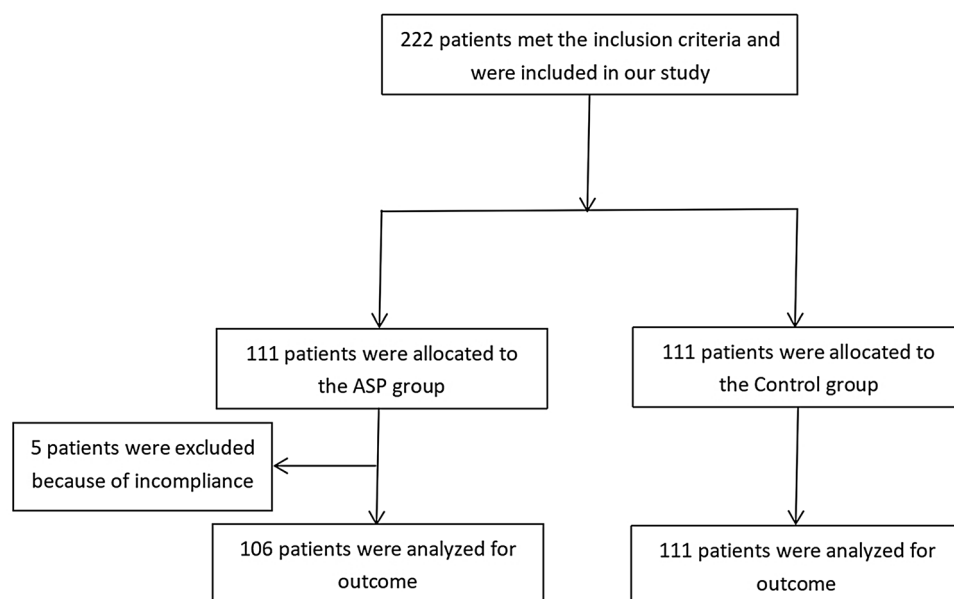 222 patients met the inclusion criteria and
were included in our study
111 patients were allocated to
the ASP group
111 patients were allocated to
the Control group
5 patients were excluded
because of incompliance
106 patients were analyzed for
outcome
111 patients were analyzed for
outcome